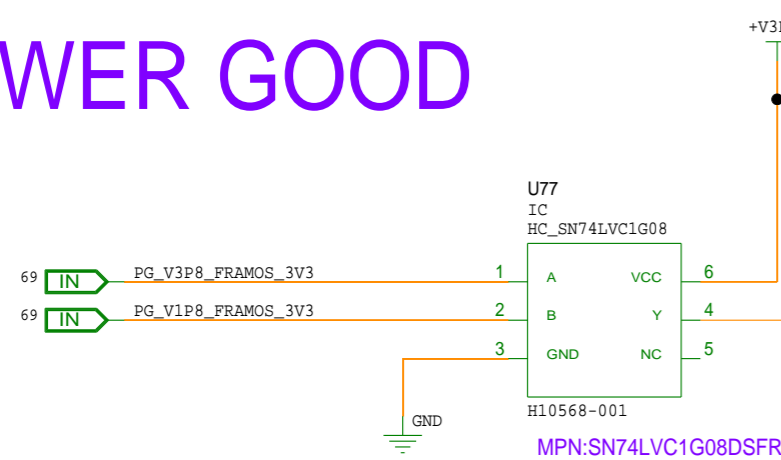 +V3
WER GOOD
U77
IC
HC_SN74LVC1G08
69 IN PG_V3P8_FRAMOS_3V3 1 A VCC 6
69 IN PG_V1P8_FRAMOS_3V3 2 B Y 4
3 GND NC 5
GND
H10568-001
MPN:SN74LVC1G08DSFR